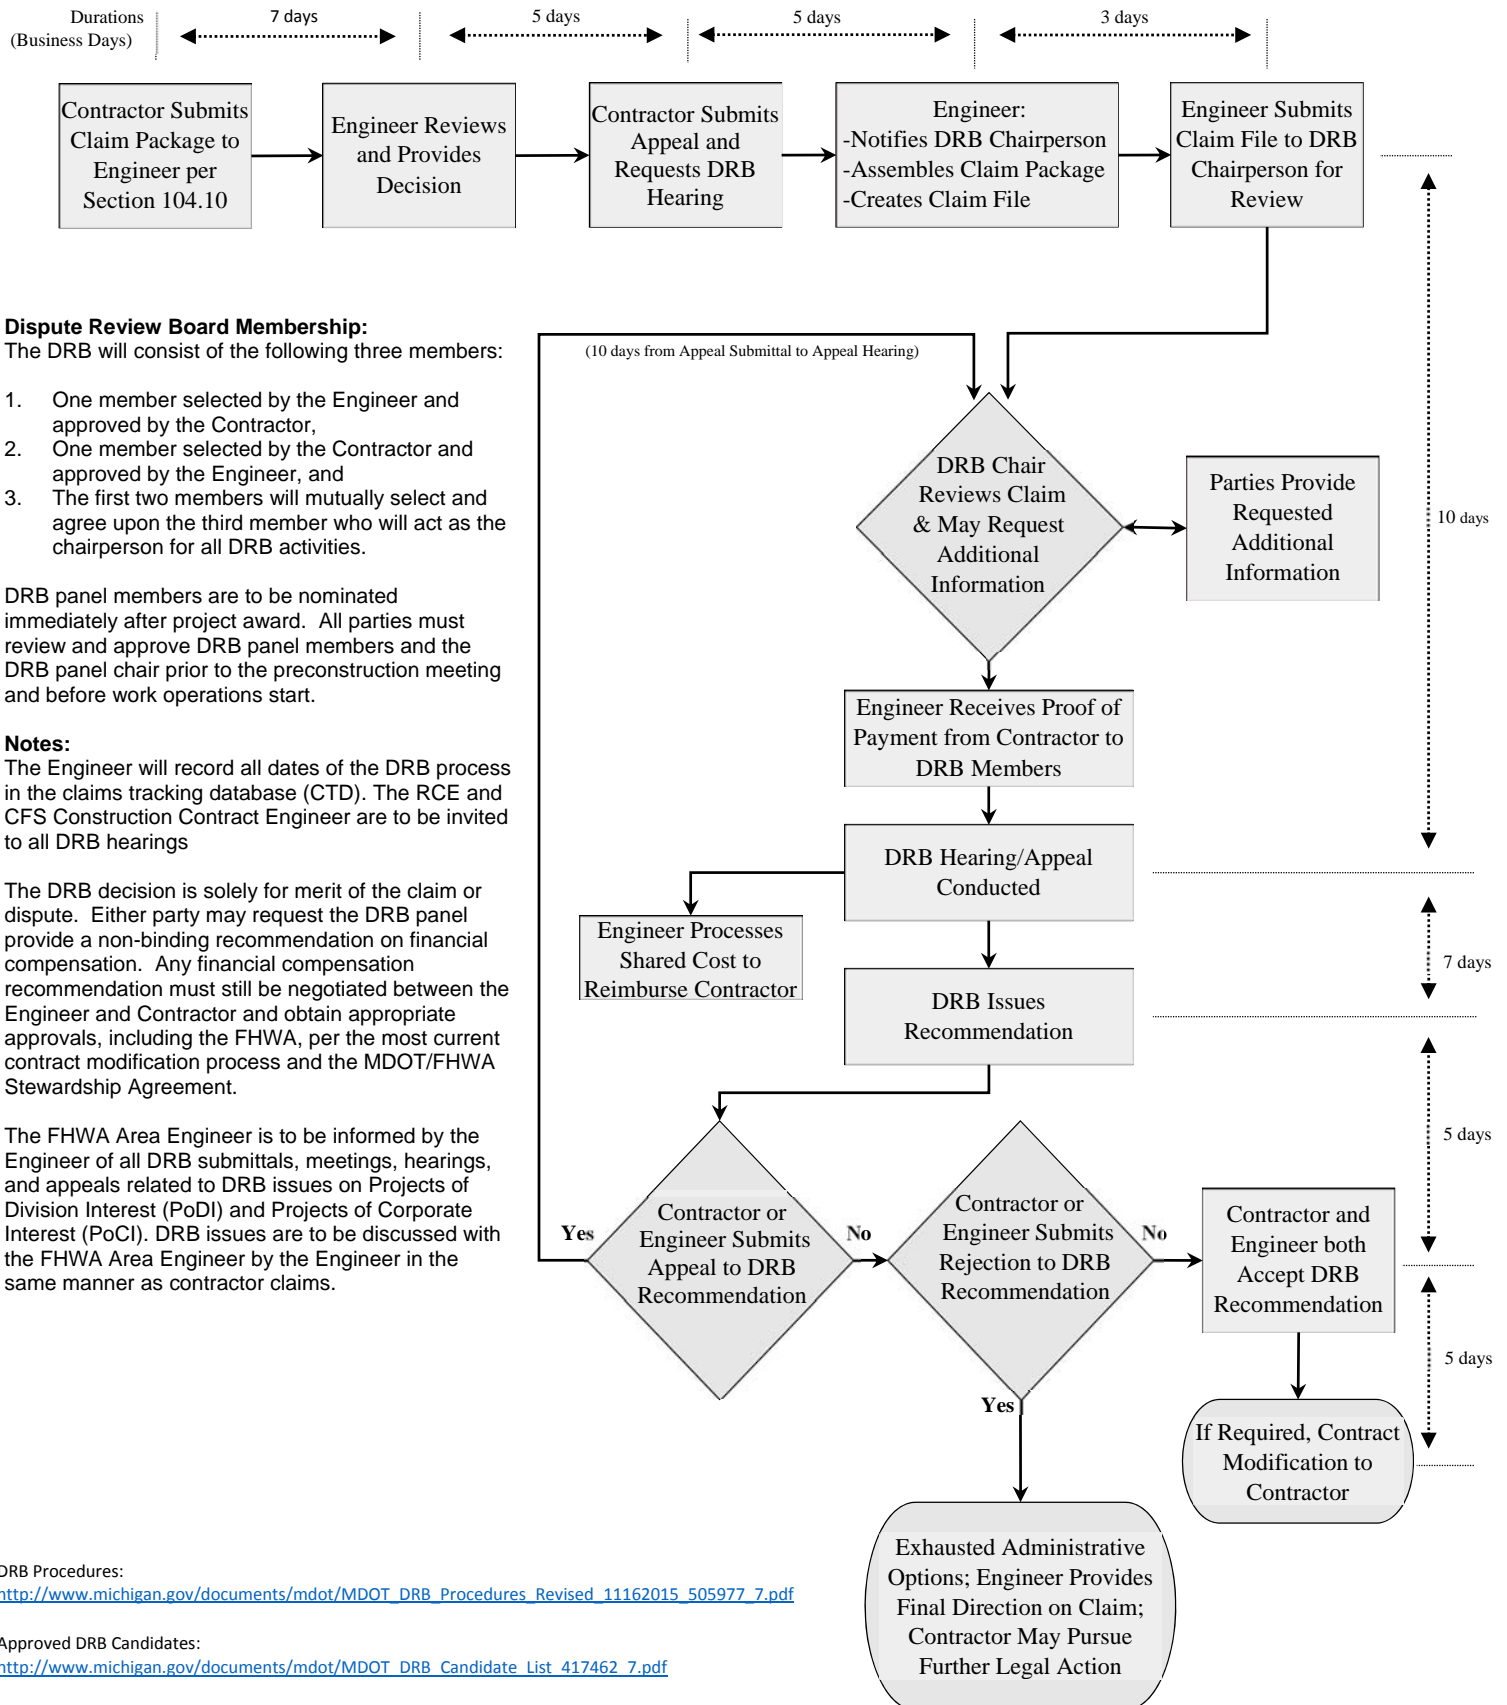 Durations
(Business Days)
7 days
5 days
5 days
3 days
Contractor Submits
Claim Package to
Engineer per
Section 104.10
Engineer Reviews
and Provides
Decision
Contractor Submits
Appeal and
Requests DRB
Hearing
Engineer:
-Notifies DRB Chairperson
-Assembles Claim Package
-Creates Claim File
Engineer Submits
Claim File to DRB
Chairperson for
Review
Dispute Review Board Membership:
The DRB will consist of the following three members:
1. One member selected by the Engineer and
approved by the Contractor,
2. One member selected by the Contractor and
approved by the Engineer, and
3. The first two members will mutually select and
agree upon the third member who will act as the
chairperson for all DRB activities.
DRB panel members are to be nominated
immediately after project award. All parties must
review and approve DRB panel members and the
DRB panel chair prior to the preconstruction meeting
and before work operations start.
Notes:
The Engineer will record all dates of the DRB process
in the claims tracking database (CTD). The RCE and
CFS Construction Contract Engineer are to be invited
to all DRB hearings
The DRB decision is solely for merit of the claim or
dispute. Either party may request the DRB panel
provide a non-binding recommendation on financial
compensation. Any financial compensation
recommendation must still be negotiated between the
Engineer and Contractor and obtain appropriate
approvals, including the FHWA, per the most current
contract modification process and the MDOT/FHWA
Stewardship Agreement.
The FHWA Area Engineer is to be informed by the
Engineer of all DRB submittals, meetings, hearings,
and appeals related to DRB issues on Projects of
Division Interest (PoDI) and Projects of Corporate
Interest (PoCI). DRB issues are to be discussed with
the FHWA Area Engineer by the Engineer in the
same manner as contractor claims.
(10 days from Appeal Submittal to Appeal Hearing)
DRB Chair
Reviews Claim
& May Request
Additional
Information
Parties Provide
Requested
Additional
Information
10 days
Engineer Receives Proof of
Payment from Contractor to
DRB Members
DRB Hearing/Appeal
Conducted
Engineer Processes
Shared Cost to
Reimburse Contractor
7 days
DRB Issues
Recommendation
5 days
Yes
Contractor or
Engineer Submits
Appeal to DRB
Recommendation
No
Contractor or
Engineer Submits
Rejection to DRB
Recommendation
No
Contractor and
Engineer both
Accept DRB
Recommendation
5 days
Yes
If Required, Contract
Modification to
Contractor
Exhausted Administrative
Options; Engineer Provides
Final Direction on Claim;
Contractor May Pursue
Further Legal Action
DRB Procedures:
http://www.michigan.gov/documents/mdot/MDOT_DRB_Procedures_Revised_11162015_505977_7.pdf
Approved DRB Candidates:
http://www.michigan.gov/documents/mdot/MDOT_DRB_Candidate_List_417462_7.pdf